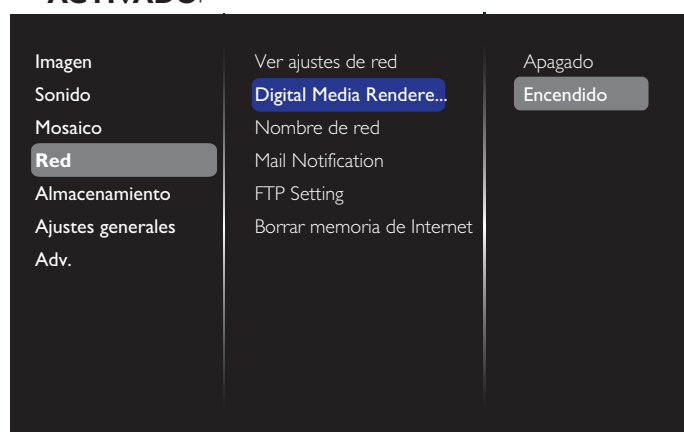 ACTIVADO.
Imagen
Sonido
Mosaico
Red
Almacenamiento
Ajustes generales
Adv.
Ver ajustes de red
Digital Media Rendere...
Nombre de red
Mail Notification
FTP Setting
Borrar memoria de Internet
Apagado
Encendido